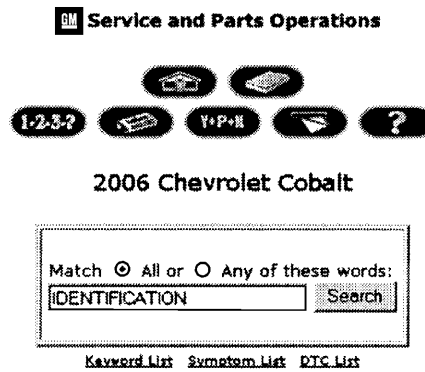 GM Service and Parts Operations
1-2-3-?
Y+P+N
?
2006 Chevrolet Cobalt
Match All or Any of these words:
IDENTIFICATION Search
Keyword List Symptom List DTC List